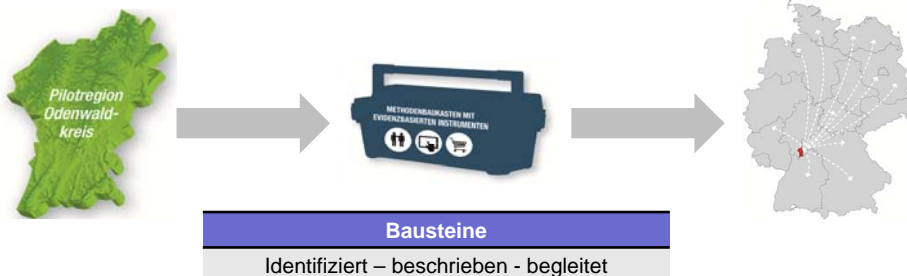 Pilotregion
Odenwald-
kreis
METHODENBAUKASTEN MIT
EVIDENZBASIERTEN INSTRUMENTEN
Bausteine
Identifiziert – beschrieben - begleitet